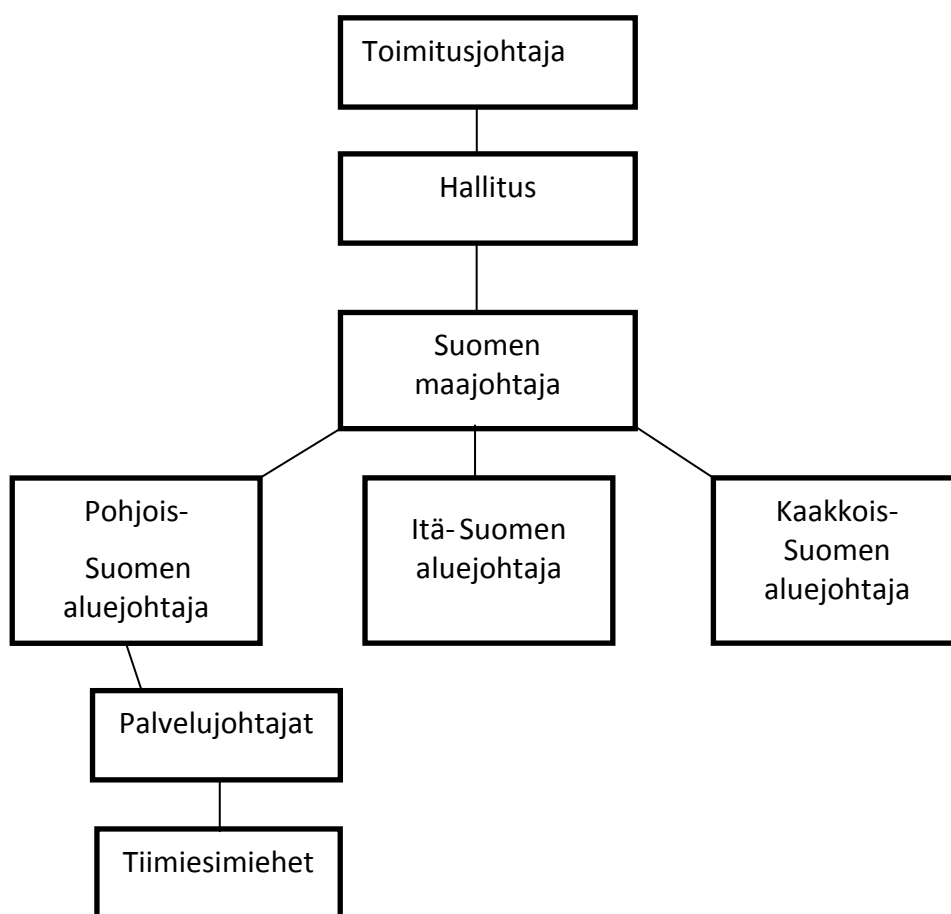 Toimitusjohtaja
Hallitus
Suomen
maajohtaja
Pohjois-
Suomen
aluejohtaja
Itä-Suomen
aluejohtaja
Kaakkois-
Suomen
aluejohtaja
Palvelujohtajat
Tiimiesimiehet